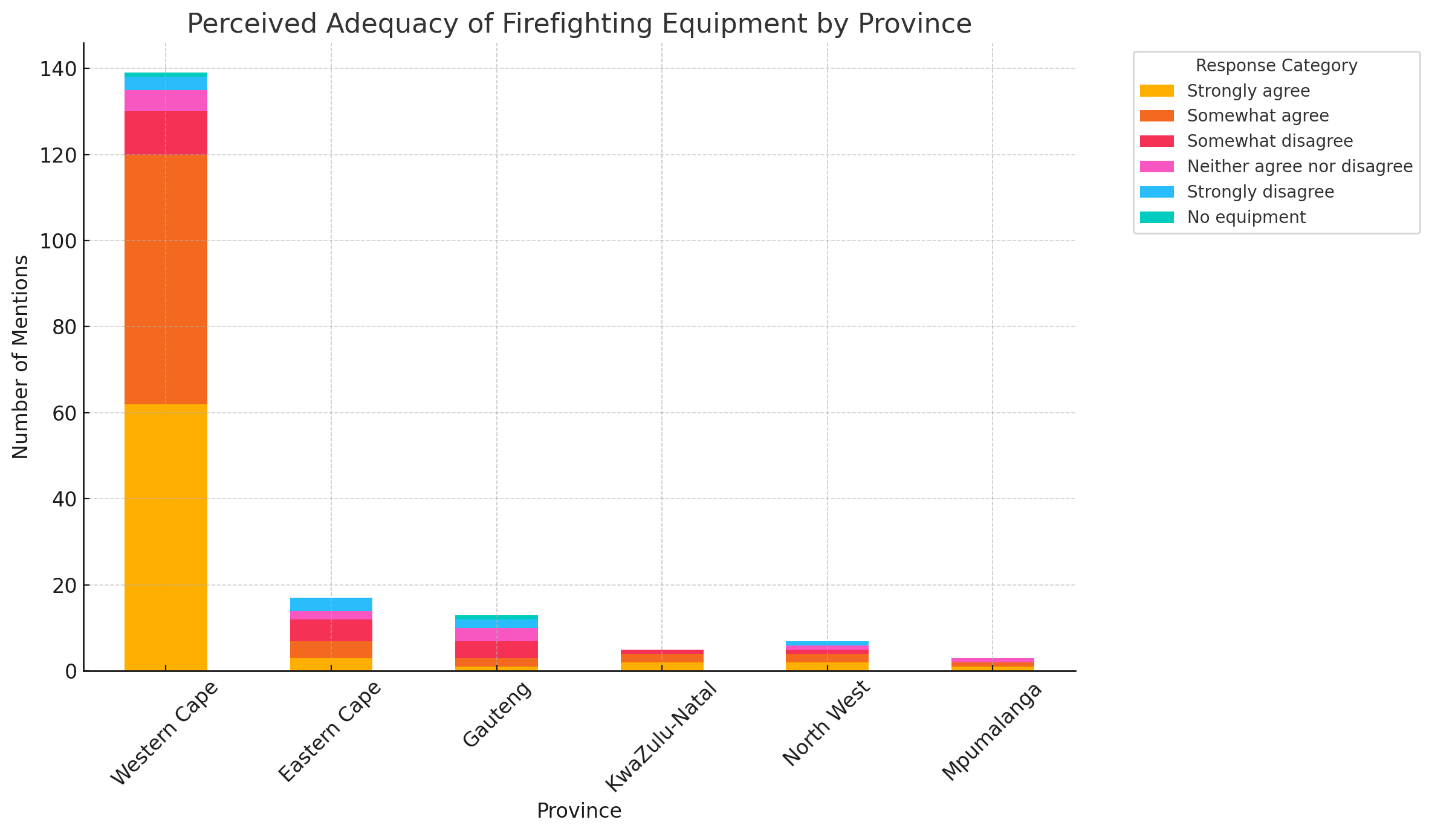 Perceived Adequacy of Firefighting Equipment by Province
Response Category
Strongly agree
Somewhat agree
Somewhat disagree
Neither agree nor disagree
Strongly disagree
No equipment
Number of Mentions
140
120
100
80
60
40
20
0
Western Cape
Eastern Cape
Gauteng
KwaZulu-Natal
North West
Mpumalanga
Province